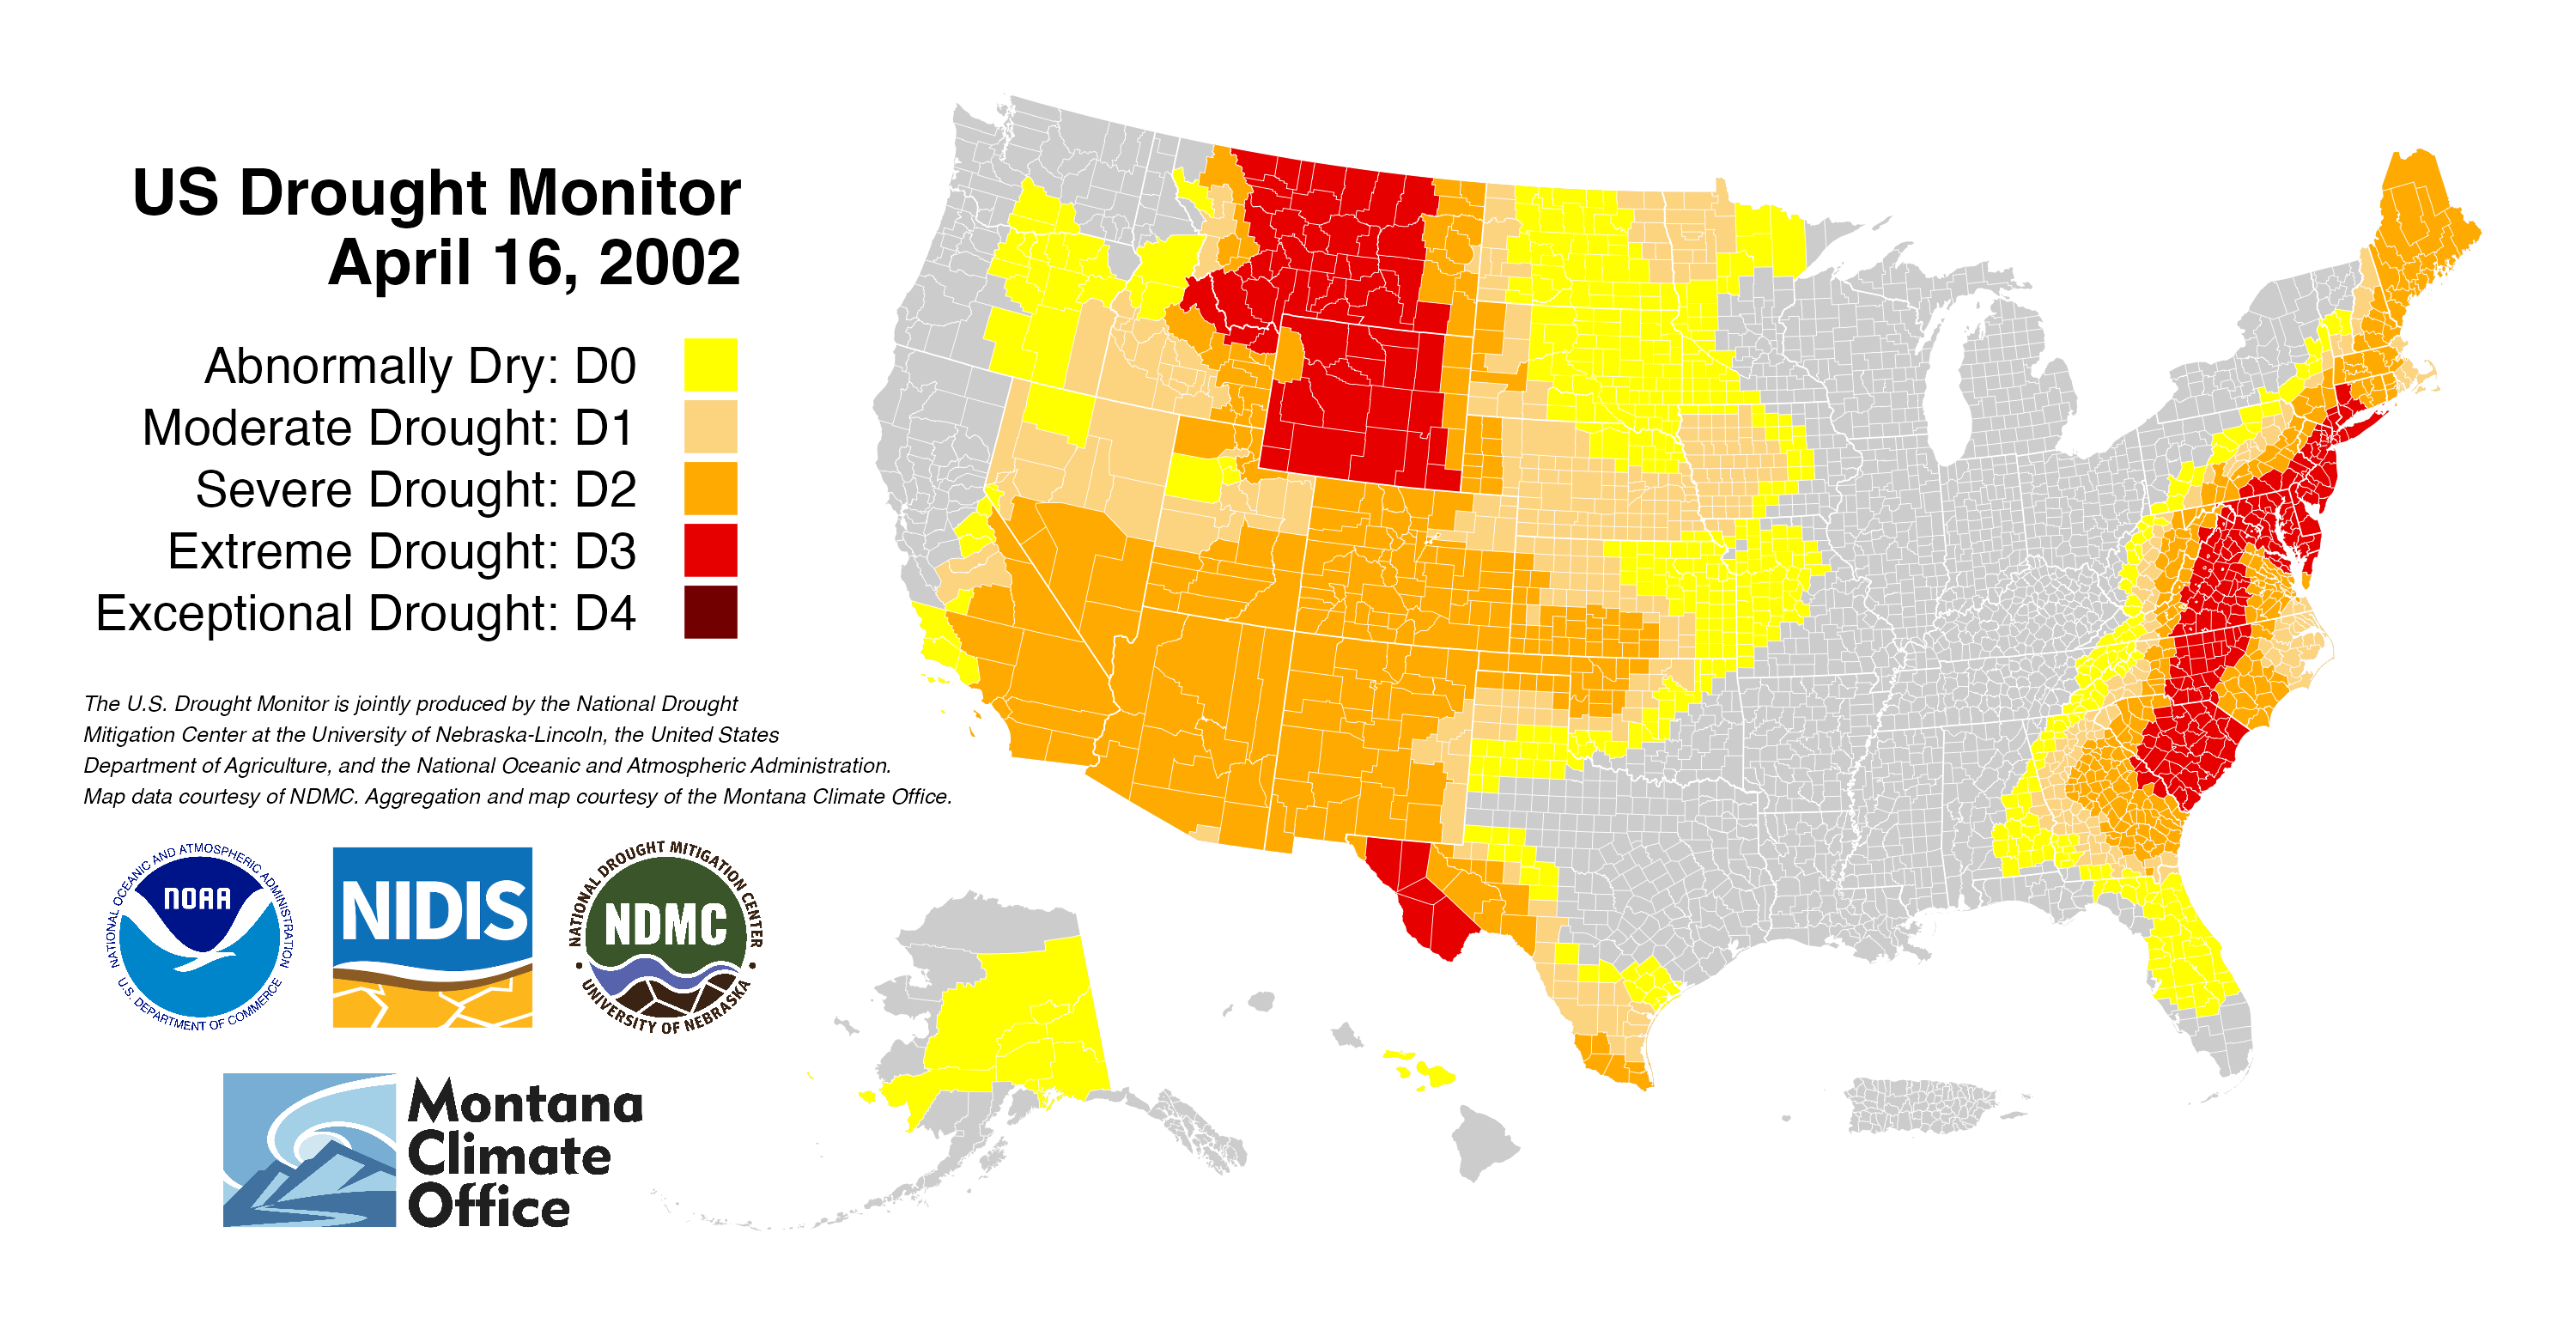 US Drought Monitor
April 16, 2002
Abnormally Dry: D0
Moderate Drought: D1
Severe Drought: D2
Extreme Drought: D3
Exceptional Drought: D4
The U.S. Drought Monitor is jointly produced by the National Drought
Mitigation Center at the University of Nebraska-Lincoln, the United States
Department of Agriculture, and the National Oceanic and Atmospheric Administration.
Map data courtesy of NDMC. Aggregation and map courtesy of the Montana Climate Office.
NATIONAL OCEANIC AND ATMOSPHERIC ADMINISTRATION
NOAA
U.S. DEPARTMENT OF COMMERCE
NIDIS
NATIONAL DROUGHT MITIGATION CENTER
NDMC
UNIVERSITY OF NEBRASKA
Montana
Climate
Office